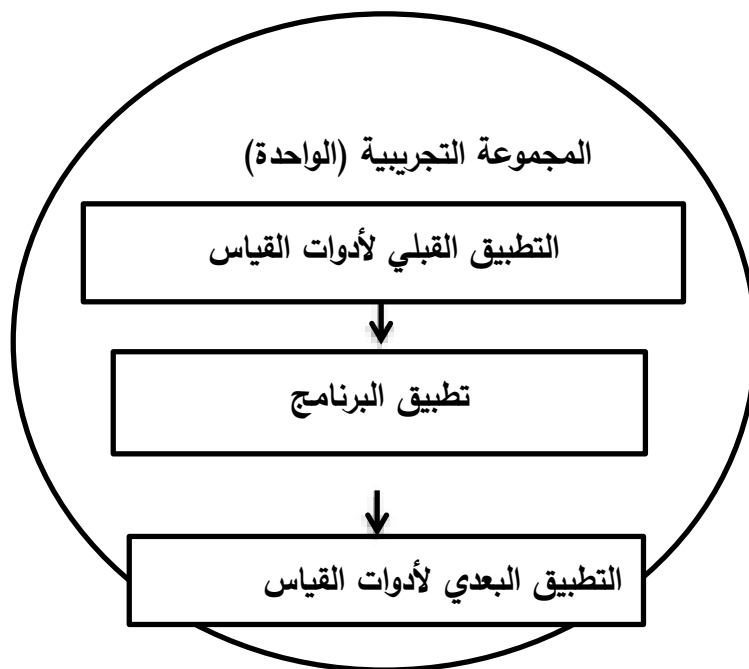 المجموعة التجريبية (الواحدة)
التطبيق القبلي لأدوات القياس
تطبيق البرنامج
التطبيق البعدي لأدوات القياس